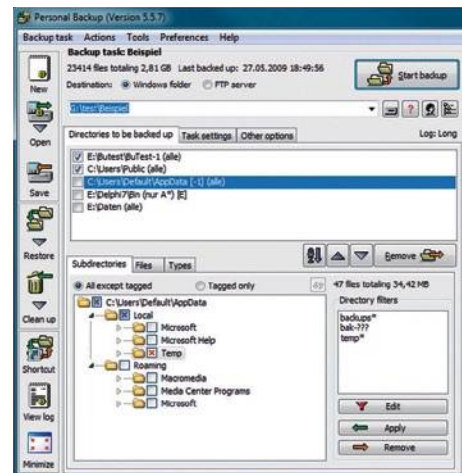 Personal Backup (Version 5.5.7)
Backup task Actions Tools Preferences Help
Backup task: Beispiel
23414 files totaling 2,81 GB Last backed up: 27.05.2009 18:49:56
Start backup
Destination: Windows folder FTP server
New
G:\test\Beispiel
Open
Directories to be backed up Task settings Other options Log: Long
E:\Butest\BuTest-1 (alle)
C:\Users\Public (alle)
C:\Users\Default\AppData [-1] (alle)
E:\Delphi7\Bin (nur A*) [E]
E:\Daten (alle)
Save
Restore
Remove
Subdirectories Files Types
All except tagged Tagged only 47 files totaling 34,42 MB
C:\Users\Default\AppData
Directory filters
Local
Microsoft
Microsoft Help
Temp
Roaming
Macromedia
Media Center Programs
Microsoft
backups*
bak-???
temp*
Clean up
Shortcut
View log
Minimize
Edit
Apply
Remove